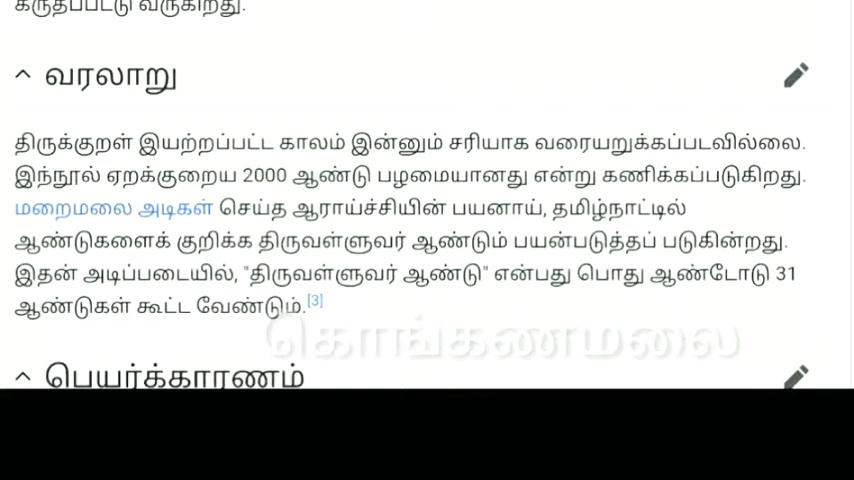 கருதப்பட்டு வருகிறது.
வரலாறு
திருக்குறள் இயற்றப்பட்ட காலம் இன்னும் சரியாக வரையறுக்கப்படவில்லை.
இந்நூல் ஏறக்குறைய 2000 ஆண்டு பழமையானது என்று கணிக்கப்படுகிறது.
மறைமலை அடிகள் செய்த ஆராய்ச்சியின் பயனாய், தமிழ்நாட்டில்
ஆண்டுகளைக் குறிக்க திருவள்ளுவர் ஆண்டும் பயன்படுத்தப் படுகின்றது.
இதன் அடிப்படையில், "திருவள்ளுவர் ஆண்டு" என்பது பொது ஆண்டோடு 31
ஆண்டுகள் கூட்ட வேண்டும்.[3]
கொங்கணமலை
பெயர்க்காரணம்